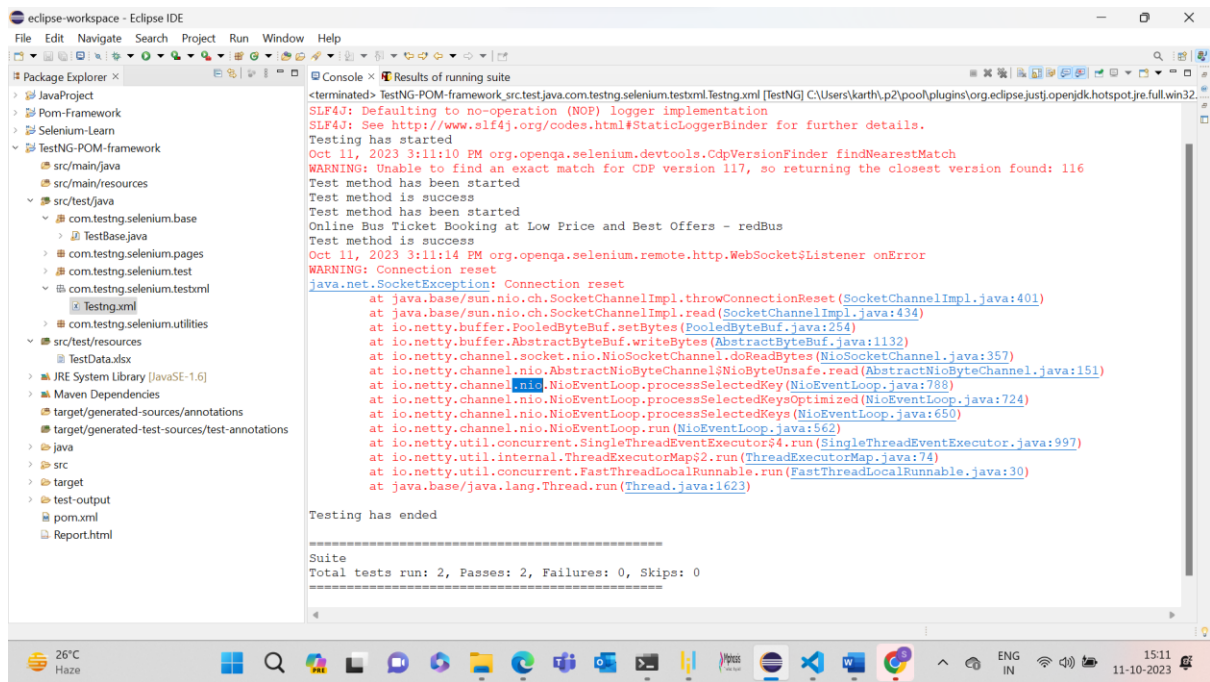 eclipse-workspace - Eclipse IDE
File Edit Navigate Search Project Run Window Help
Package Explorer
JavaProject
Pom-Framework
Selenium-Learn
TestNG-POM-framework
src/main/java
src/main/resources
src/test/java
com.testng.selenium.base
TestBase.java
com.testng.selenium.pages
com.testng.selenium.test
com.testng.selenium.testxml
Testng.xml
com.testng.selenium.utilities
src/test/resources
TestData.xlsx
JRE System Library [JavaSE-1.6]
Maven Dependencies
target/generated-sources/annotations
target/generated-test-sources/test-annotations
java
src
target
test-output
pom.xml
Report.html
Console Results of running suite
<terminated> TestNG-POM-framework_src.test.java.com.testng.selenium.testxml.Testng.xml [TestNG] C:\Users\karth\.p2\pool\plugins\org.eclipse.justj.openjdk.hotspot.jre.full.win32.
SLF4J: Defaulting to no-operation (NOP) logger implementation
SLF4J: See http://www.slf4j.org/codes.html#StaticLoggerBinder for further details.
Testing has started
Oct 11, 2023 3:11:10 PM org.openqa.selenium.devtools.CdpVersionFinder findNearestMatch
WARNING: Unable to find an exact match for CDP version 117, so returning the closest version found: 116
Test method has been started
Test method is success
Test method has been started
Online Bus Ticket Booking at Low Price and Best Offers - redBus
Test method is success
Oct 11, 2023 3:11:14 PM org.openqa.selenium.remote.http.WebSocket$Listener onError
WARNING: Connection reset
java.net.SocketException: Connection reset
at java.base/sun.nio.ch.SocketChannelImpl.throwConnectionReset(SocketChannelImpl.java:401)
at java.base/sun.nio.ch.SocketChannelImpl.read(SocketChannelImpl.java:434)
at io.netty.buffer.PooledByteBuf.setBytes(PooledByteBuf.java:254)
at io.netty.buffer.AbstractByteBuf.writeBytes(AbstractByteBuf.java:1132)
at io.netty.channel.socket.nio.NioSocketChannel.doReadBytes(NioSocketChannel.java:357)
at io.netty.channel.nio.AbstractNioByteChannel$NioByteUnsafe.read(AbstractNioByteChannel.java:151)
at io.netty.channel.nio.NioEventLoop.processSelectedKey(NioEventLoop.java:788)
at io.netty.channel.nio.NioEventLoop.processSelectedKeysOptimized(NioEventLoop.java:724)
at io.netty.channel.nio.NioEventLoop.processSelectedKeys(NioEventLoop.java:650)
at io.netty.channel.nio.NioEventLoop.run(NioEventLoop.java:562)
at io.netty.util.concurrent.SingleThreadEventExecutor$4.run(SingleThreadEventExecutor.java:997)
at io.netty.util.internal.ThreadExecutorMap$2.run(ThreadExecutorMap.java:74)
at io.netty.util.concurrent.FastThreadLocalRunnable.run(FastThreadLocalRunnable.java:30)
at java.base/java.lang.Thread.run(Thread.java:1623)
Testing has ended
===============================================
Suite
Total tests run: 2, Passes: 2, Failures: 0, Skips: 0
===============================================
26°C
Haze
ENG
IN
15:11
11-10-2023